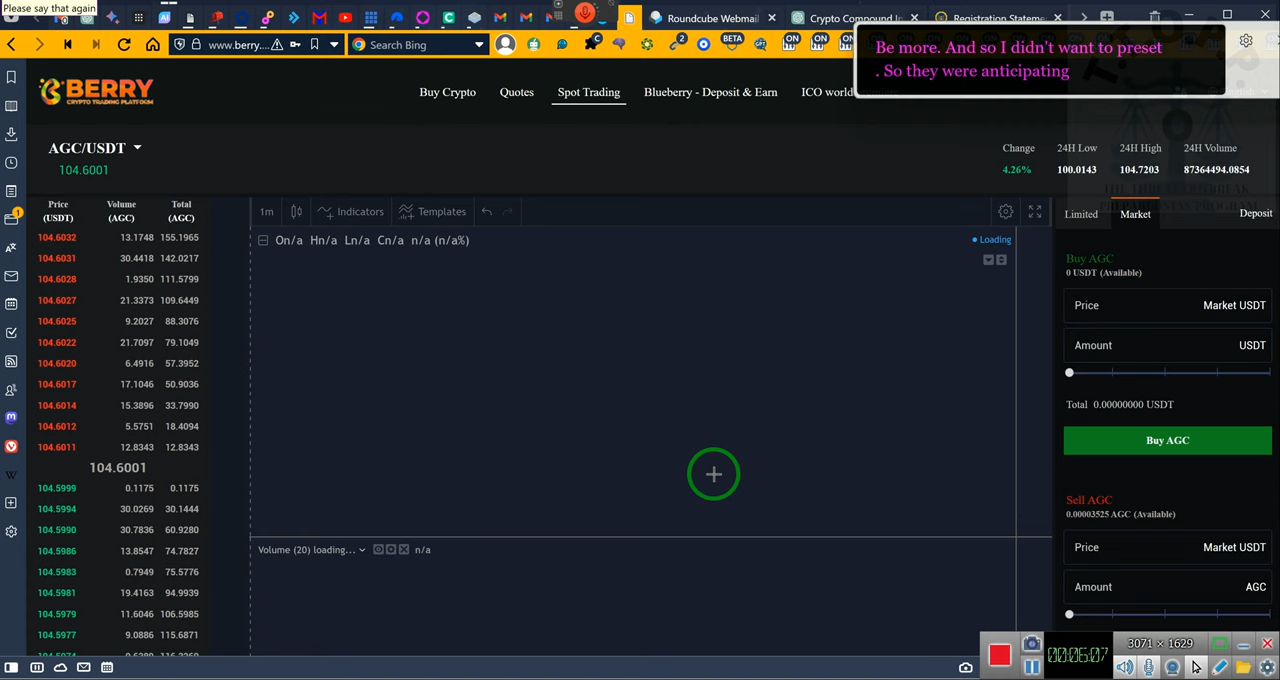 Please say that again
Roundcube Webmail
Crypto Compound In
Registration Stateme
www.berry....
Search Bing
BETA
ON ON ON
Be more. And so I didn't want to preset
. So they were anticipating
BERRY
CRYPTO TRADING PLATFORM
Buy Crypto
Quotes
Spot Trading
Blueberry - Deposit & Earn
ICO world
AGC/USDT
104.6001
Change
24H Low
24H High
24H Volume
4.26%
100.0143
104.7203
87364494.0854
Price Volume Total
(USDT) (AGC) (AGC)
104.6032 13.1748 155.1965
104.6031 30.4418 142.0217
104.6028 1.9350 111.5799
104.6027 21.3373 109.6449
104.6025 9.2027 88.3076
104.6022 21.7097 79.1049
104.6020 6.4916 57.3952
104.6017 17.1046 50.9036
104.6014 15.3896 33.7990
104.6012 5.5751 18.4094
104.6011 12.8343 12.8343
104.6001
104.5999 0.1175 0.1175
104.5994 30.0269 30.1444
104.5990 30.7836 60.9280
104.5986 13.8547 74.7827
104.5983 0.7949 75.5776
104.5981 19.4163 94.9939
104.5979 11.6046 106.5985
104.5977 9.0886 115.6871
1m
Indicators
Templates
On/a Hn/a Ln/a Cn/a n/a (n/a%)
Loading
Volume (20) loading... n/a
Limited
Market
Deposit
Buy AGC
0 USDT (Available)
Price Market USDT
Amount USDT
Total 0.00000000 USDT
Buy AGC
Sell AGC
0.00003525 AGC (Available)
Price Market USDT
Amount AGC
3071 × 1629
00:06:07